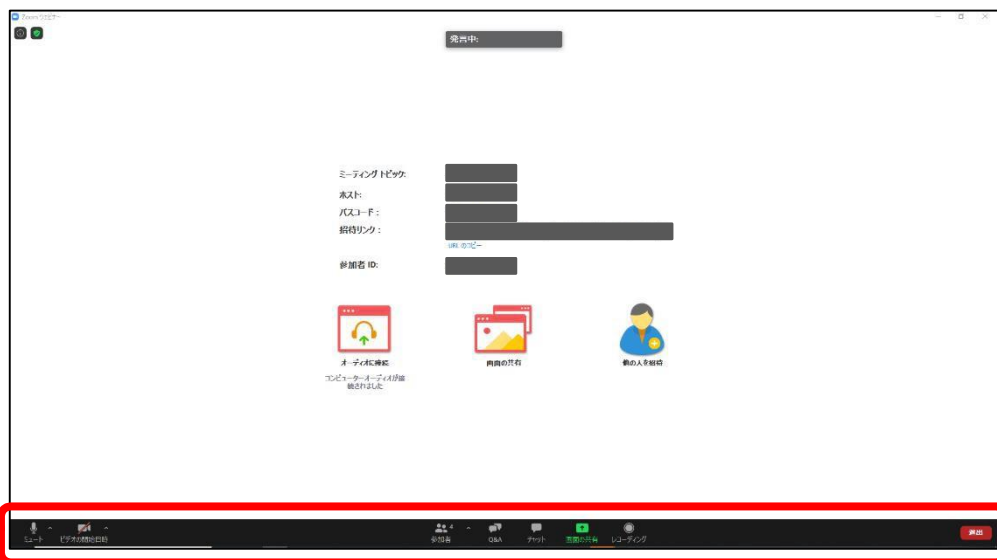 Zoom ウェビナー
発言中:
ミーティング トピック:
ホスト:
パスコード :
招待リンク :
URL のコピー
参加者 ID:
オーディオに接続
画面の共有
他の人を招待
コンピューターオーディオが接
続されました
ミュート
ビデオの開始日時
4
参加者
Q&A
チャット
画面の共有
レコーディング
退出